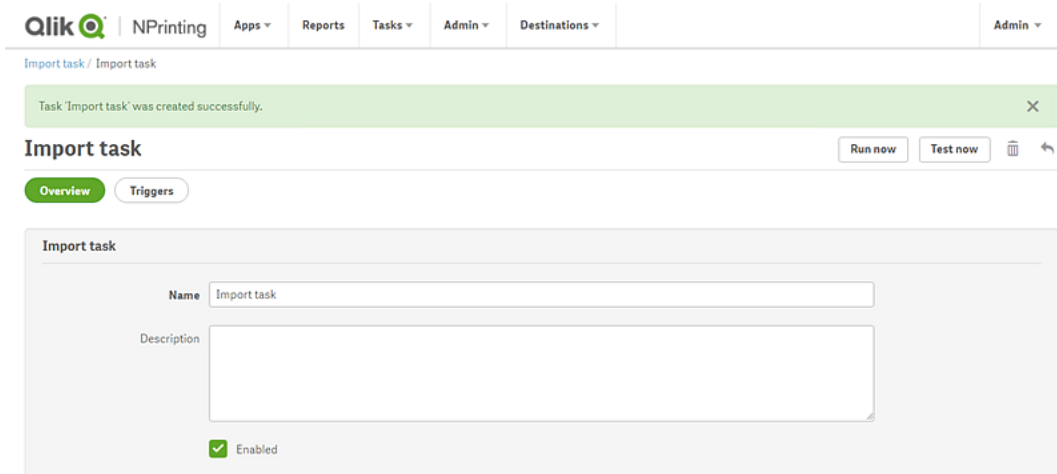 Qlik NPrinting Apps Reports Tasks Admin Destinations Admin
Import task / Import task
Task 'Import task' was created successfully.
Import task Run now Test now
Overview Triggers
Import task
Name Import task
Description
Enabled